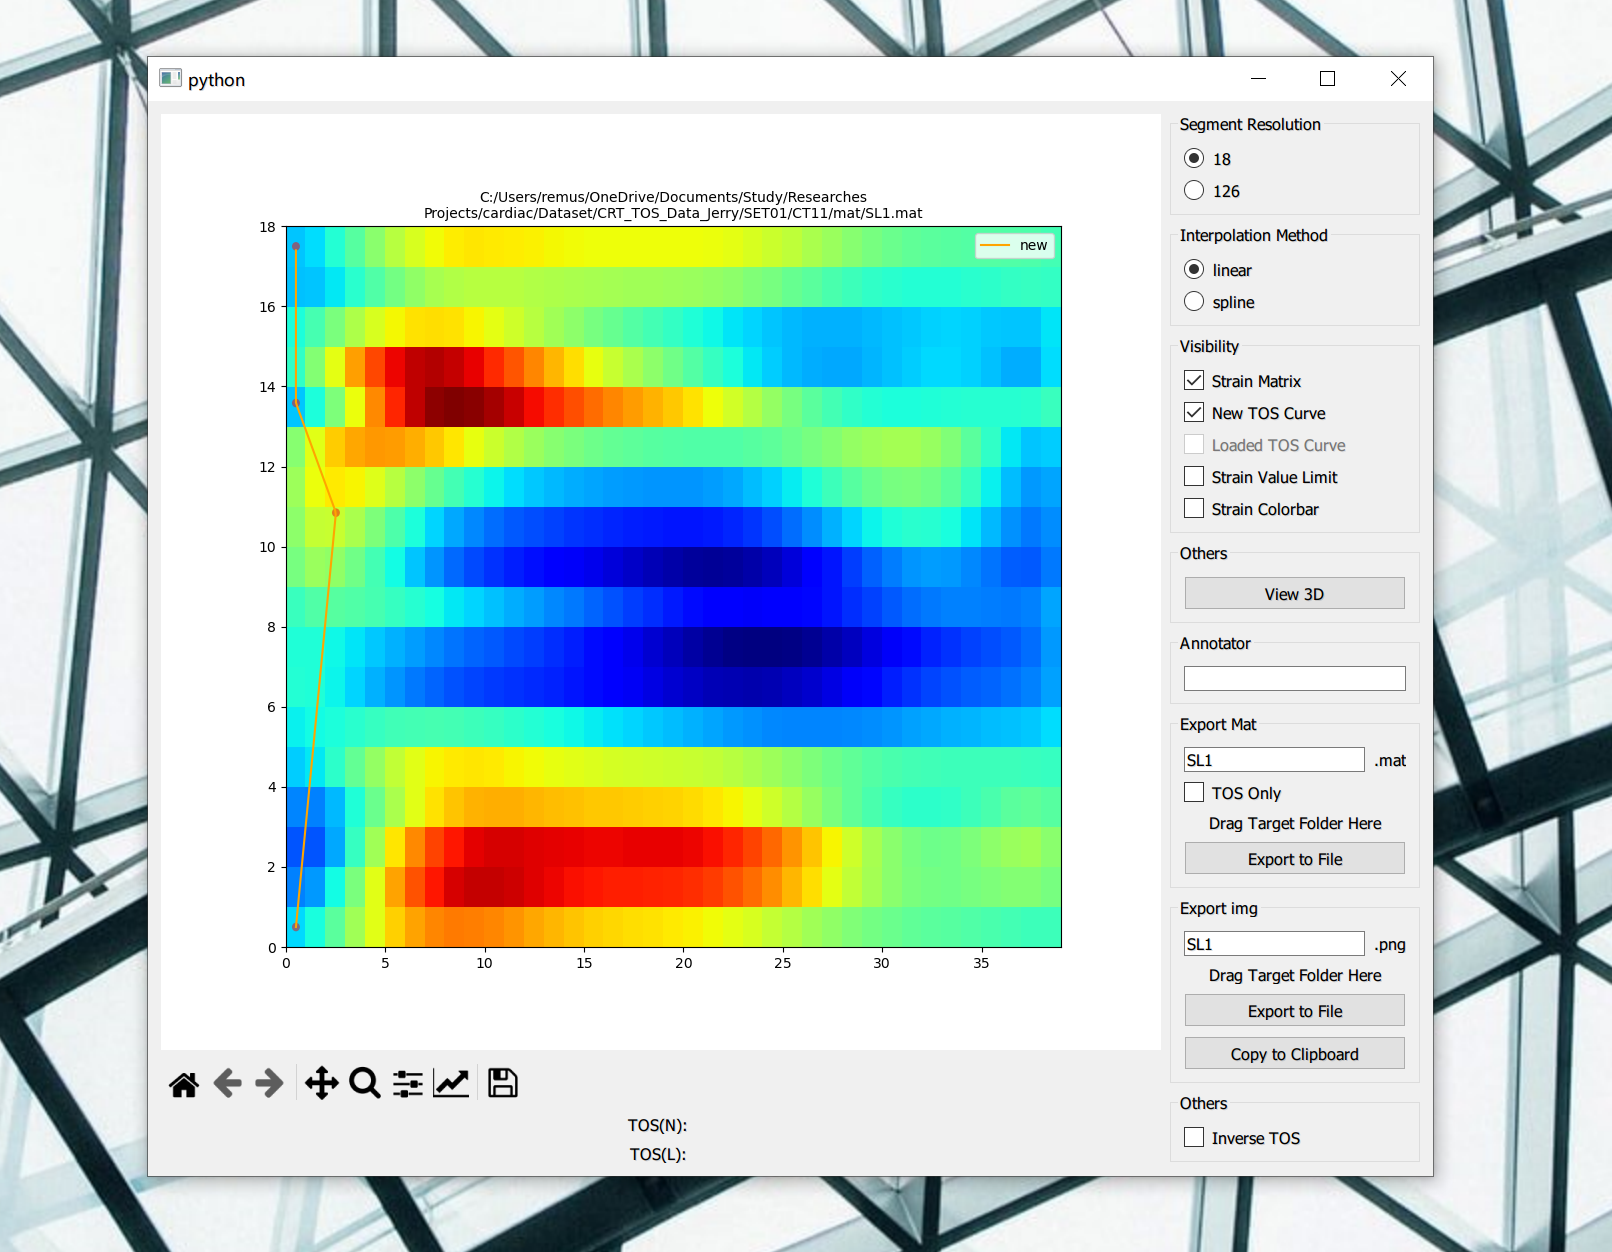 python
C:/Users/remus/OneDrive/Documents/Study/Researches
Projects/cardiac/Dataset/CRT_TOS_Data_Jerry/SET01/CT11/mat/SL1.mat
new
18
16
14
12
10
8
6
4
2
0
0 5 10 15 20 25 30 35
TOS(N):
TOS(L):
Segment Resolution
18
126
Interpolation Method
linear
spline
Visibility
Strain Matrix
New TOS Curve
Loaded TOS Curve
Strain Value Limit
Strain Colorbar
Others
View 3D
Annotator
Export Mat
SL1 .mat
TOS Only
Drag Target Folder Here
Export to File
Export img
SL1 .png
Drag Target Folder Here
Export to File
Copy to Clipboard
Others
Inverse TOS